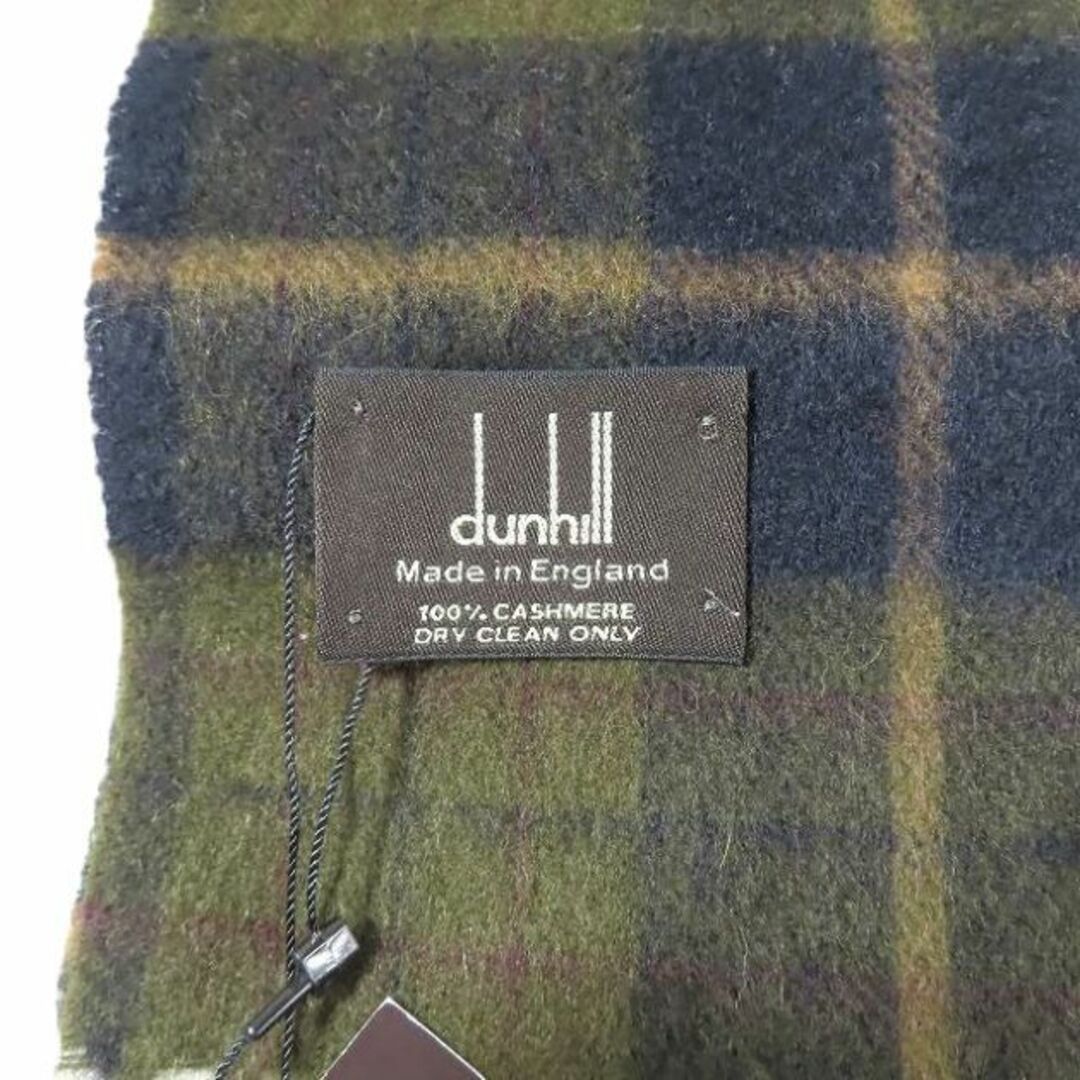 dunhill
Made in England
100% CASHMERE
DRY CLEAN ONLY